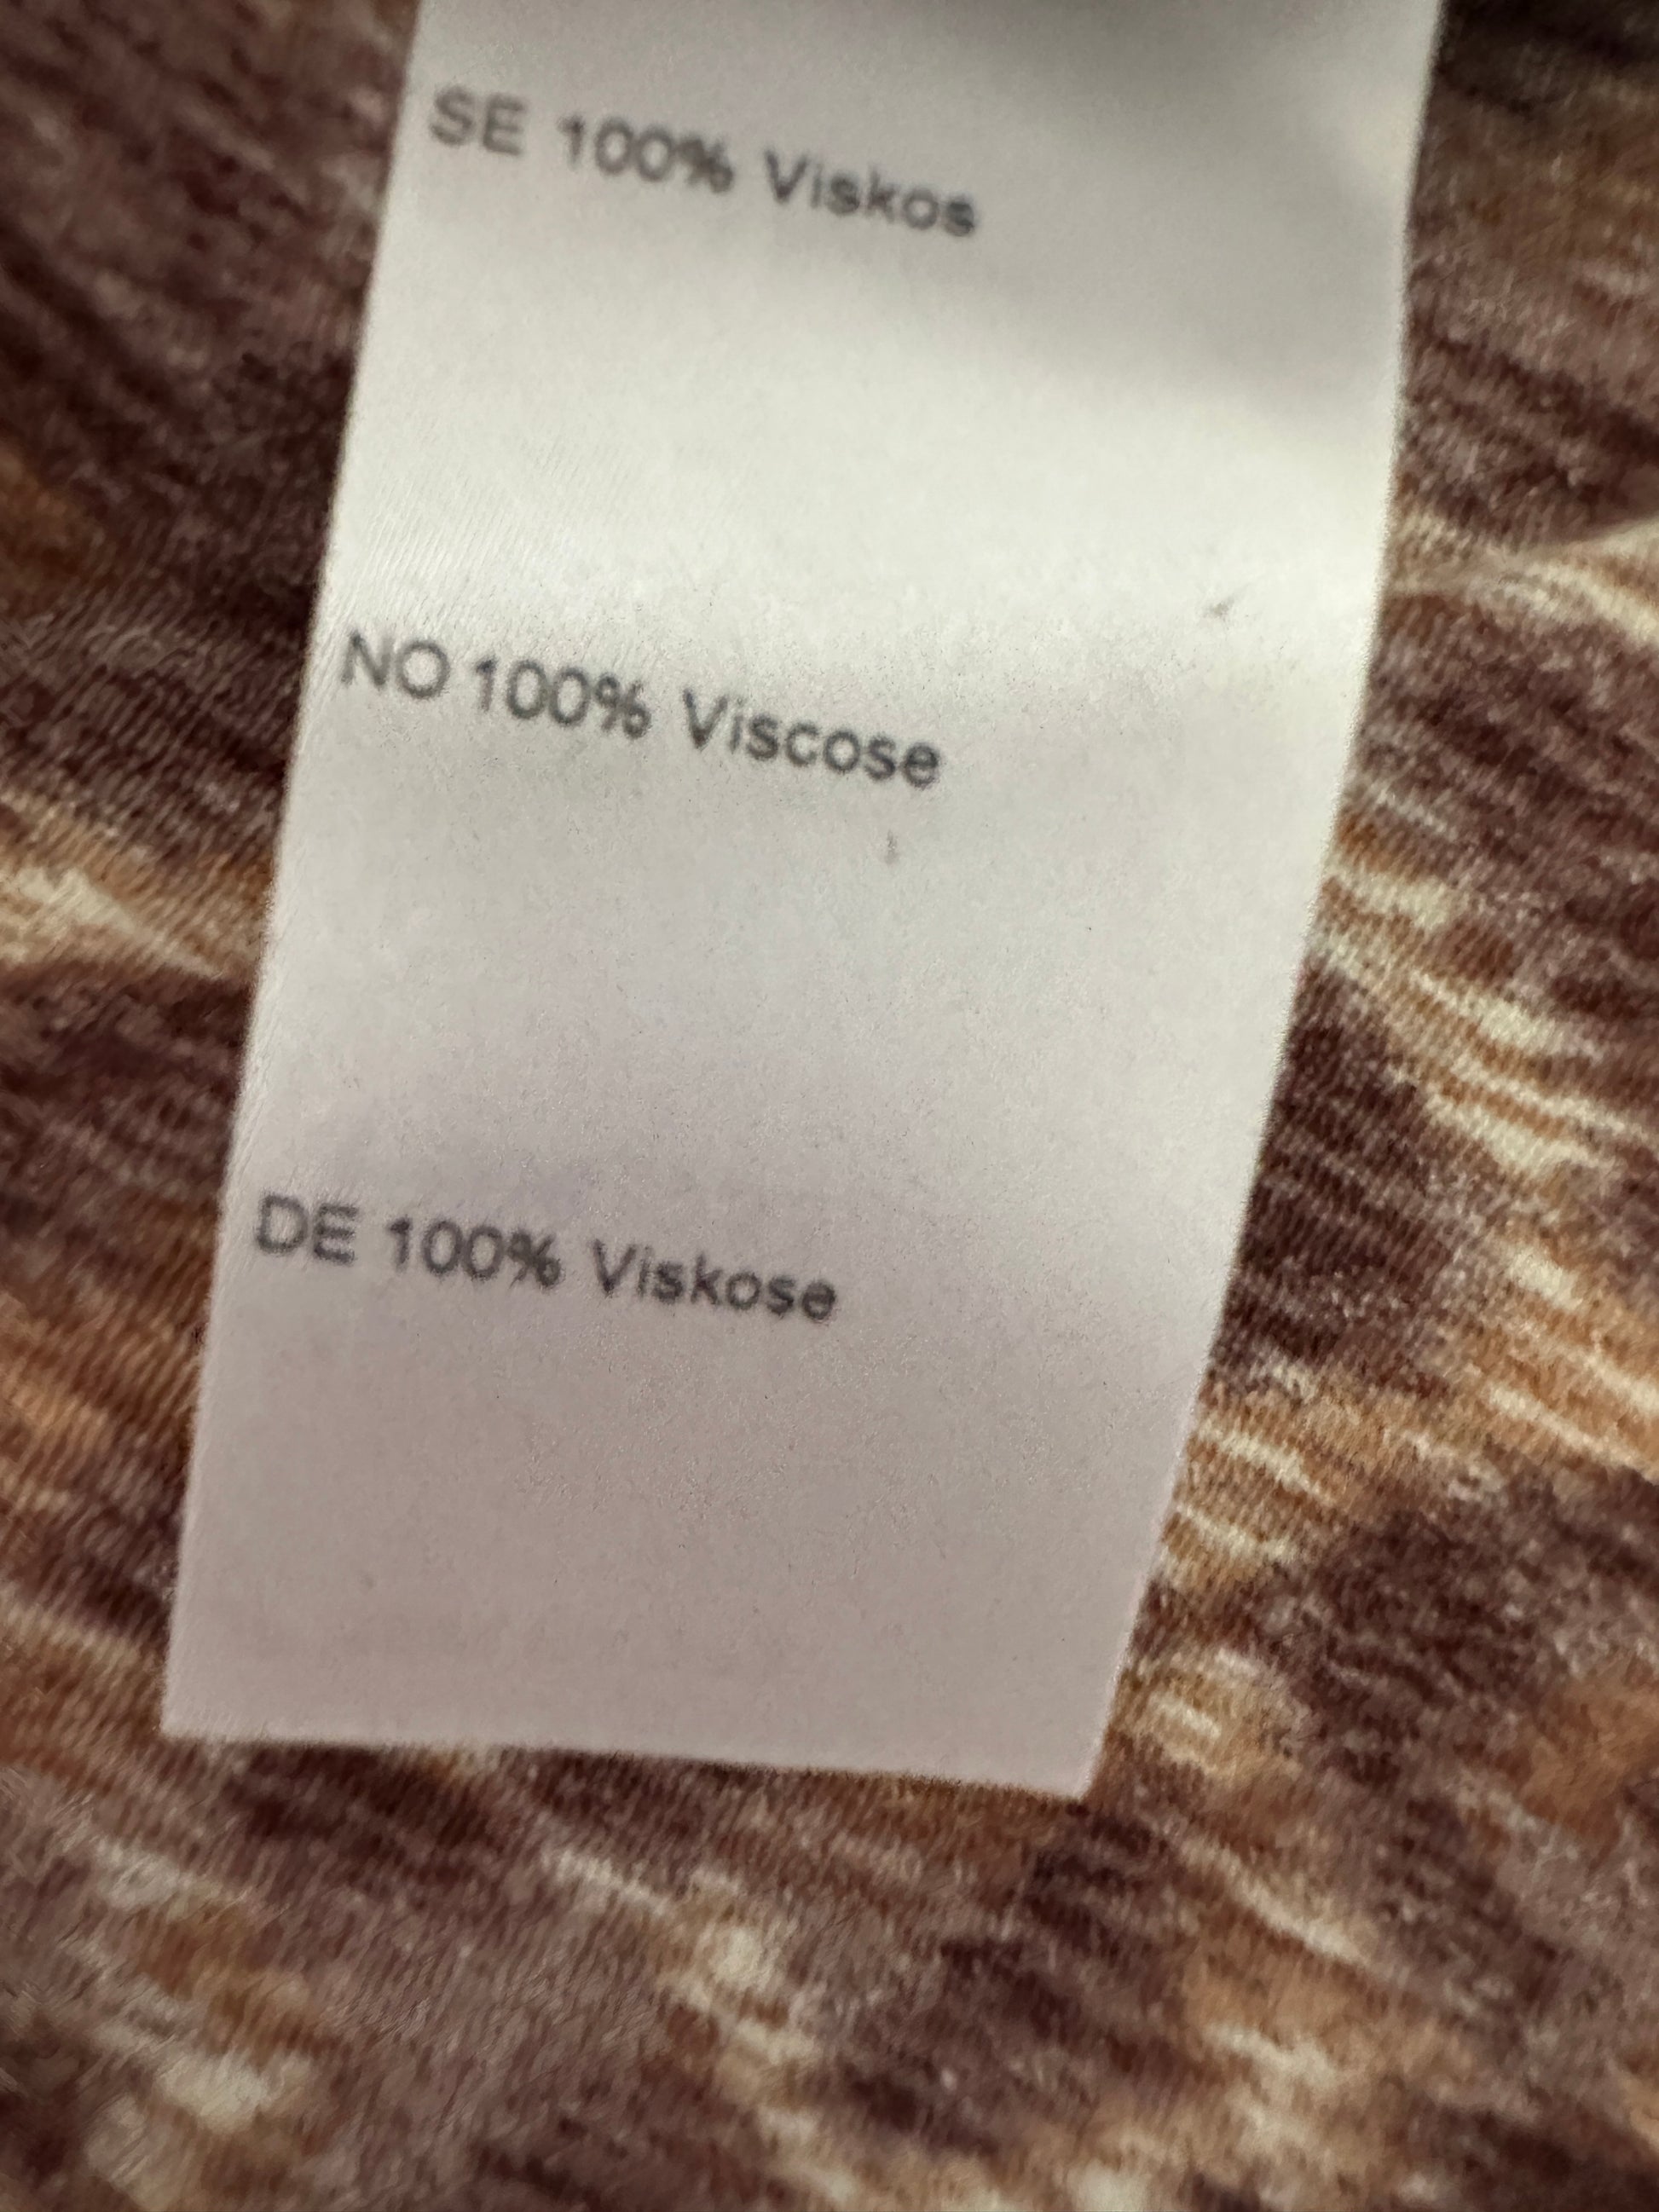 SE 100% Viskos
NO 100% Viscose
DE 100% Viskose